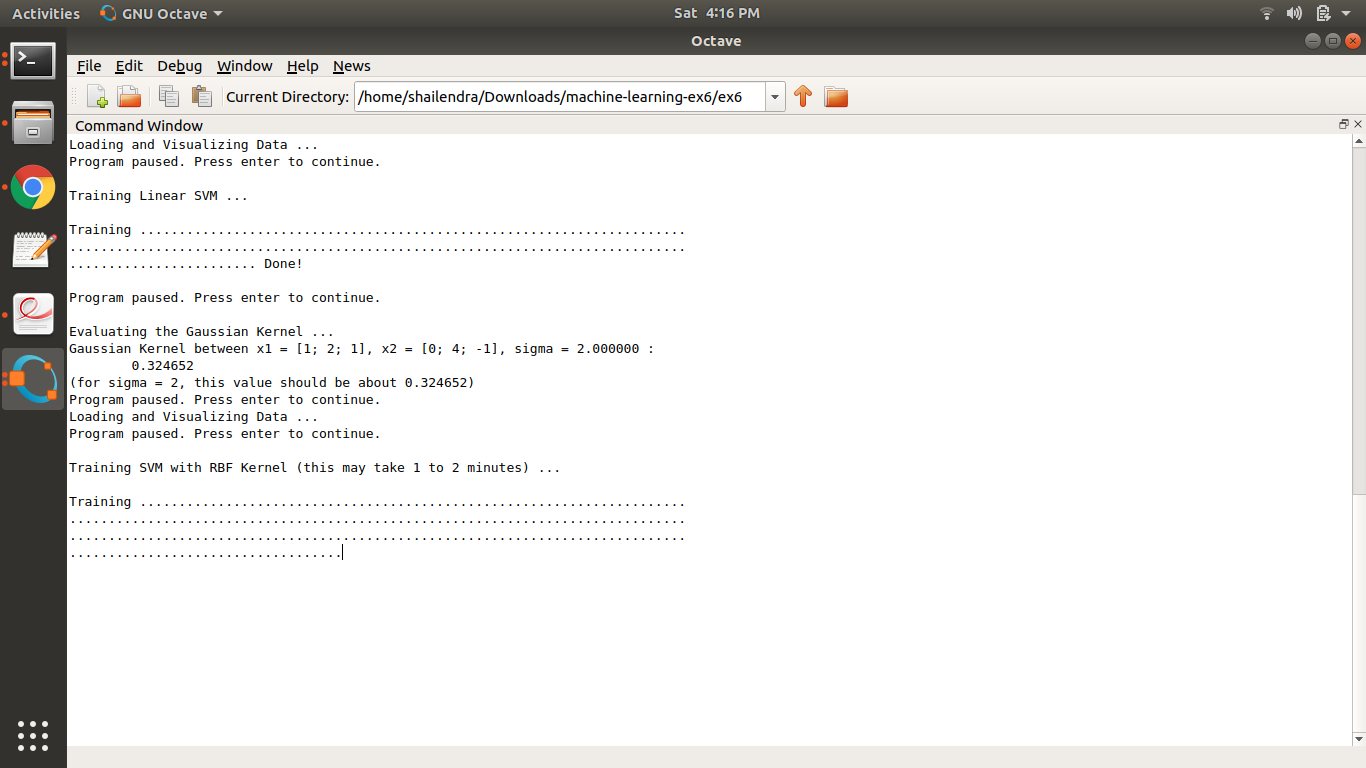 Activities GNU Octave Sat 4:16 PM
Octave
File Edit Debug Window Help News
Current Directory: /home/shailendra/Downloads/machine-learning-ex6/ex6
Command Window
Loading and Visualizing Data ...
Program paused. Press enter to continue.
Training Linear SVM ...
Training ......................................................................
...............................................................................
........................ Done!
Program paused. Press enter to continue.
Evaluating the Gaussian Kernel ...
Gaussian Kernel between x1 = [1; 2; 1], x2 = [0; 4; -1], sigma = 2.000000 :
0.324652
(for sigma = 2, this value should be about 0.324652)
Program paused. Press enter to continue.
Loading and Visualizing Data ...
Program paused. Press enter to continue.
Training SVM with RBF Kernel (this may take 1 to 2 minutes) ...
Training ......................................................................
...............................................................................
...............................................................................
...................................